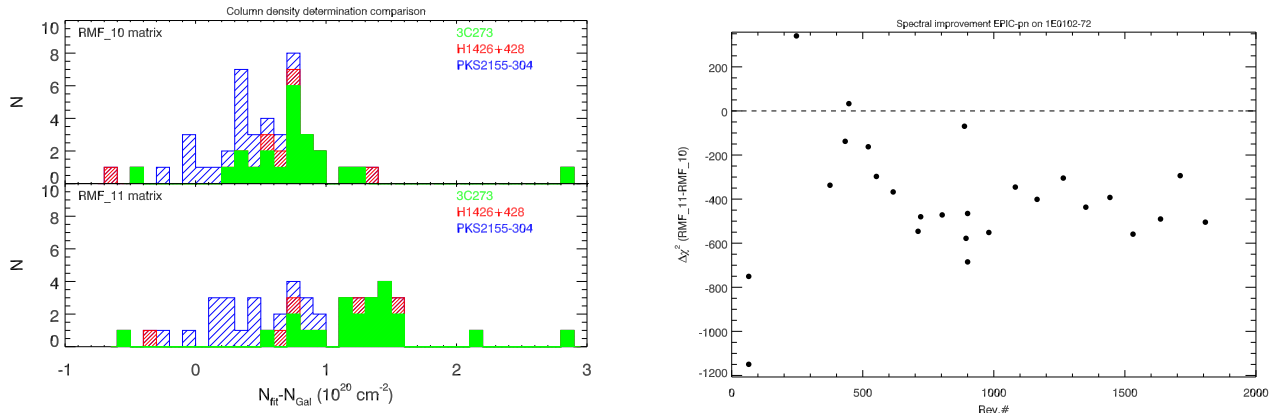 Column density determination comparison
10
8
6
4
2
0
N
RMF_10 matrix
3C273
H1426+428
PKS2155-304
10
8
6
4
2
0
N
RMF_11 matrix
3C273
H1426+428
PKS2155-304
-1 0 1 2 3
N_fit-N_Gal (10^20 cm^-2)
Spectral improvement EPIC-pn on 1E0102-72
200
0
-200
-400
-600
-800
-1000
-1200
Δχ² (RMF_11-RMF_10)
0 500 1000 1500 2000
Rev.#